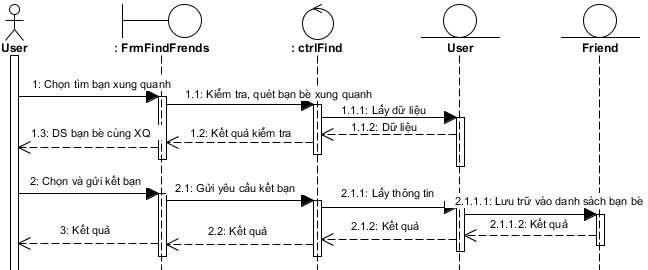 User
: FrmFindFrends
: ctrlFind
User
Friend
1: Chọn tìm bạn xung quanh
1.1: Kiểm tra, quét bạn bè xung quanh
1.1.1: Lấy dữ liệu
1.1.2: Dữ liệu
1.2: Kết quả kiểm tra
1.3: DS bạn bè cùng XQ
2: Chọn và gửi kết bạn
2.1: Gửi yêu cầu kết bạn
2.1.1: Lấy thông tin
2.1.1.1: Lưu trữ vào danh sách bạn bè
2.1.1.2: Kết quả
2.1.2: Kết quả
2.2: Kết quả
3: Kết quả